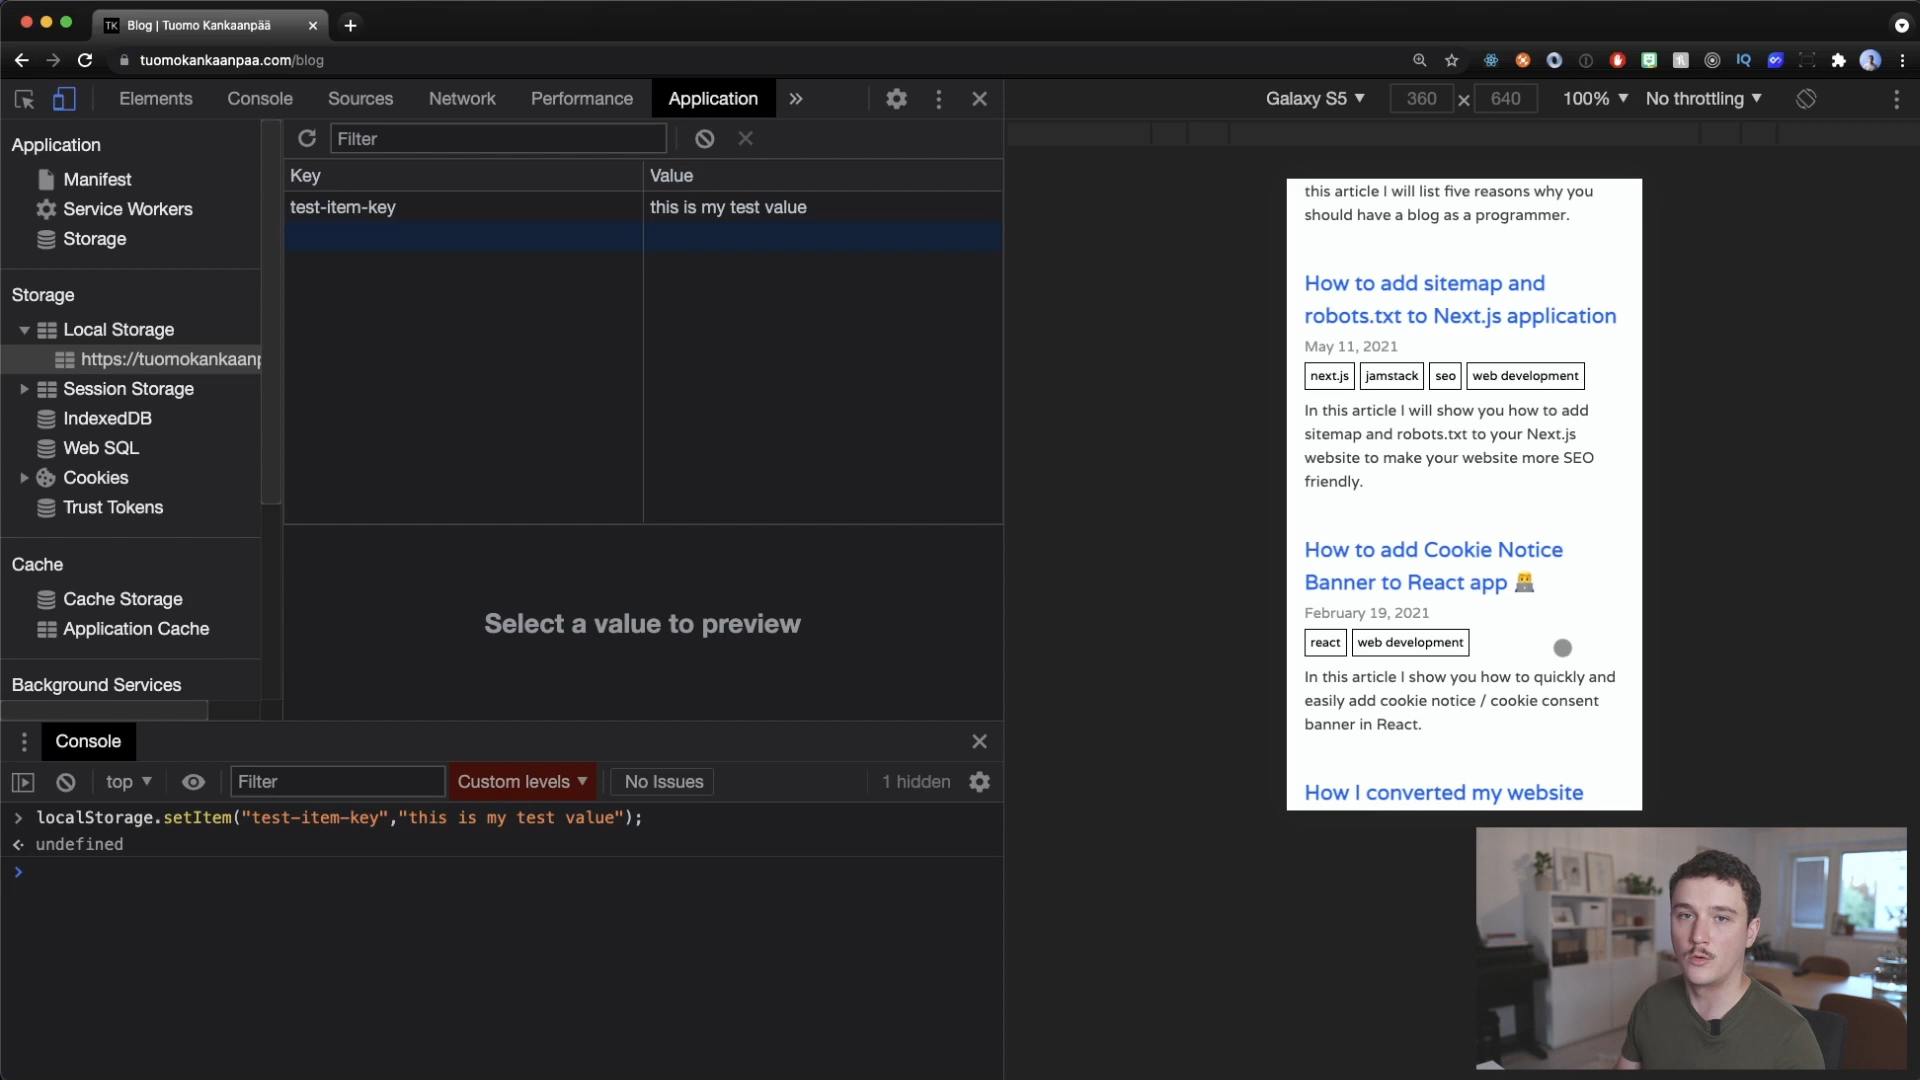 TK Blog | Tuomo Kankaanpää
tuomokankaanpaa.com/blog
IQ
Elements Console Sources Network Performance Application
Galaxy S5 360 × 640 100% No throttling
Application
Manifest
Service Workers
Storage
Storage
Local Storage
https://tuomokankaanp
Session Storage
IndexedDB
Web SQL
Cookies
Trust Tokens
Cache
Cache Storage
Application Cache
Background Services
Filter
Key Value
test-item-key this is my test value
Select a value to preview
Console
top Filter Custom levels No Issues 1 hidden
localStorage.setItem("test-item-key","this is my test value");
undefined
this article I will list five reasons why you
should have a blog as a programmer.
How to add sitemap and
robots.txt to Next.js application
May 11, 2021
next.js jamstack seo web development
In this article I will show you how to add
sitemap and robots.txt to your Next.js
website to make your website more SEO
friendly.
How to add Cookie Notice
Banner to React app 👨‍💻
February 19, 2021
react web development
In this article I show you how to quickly and
easily add cookie notice / cookie consent
banner in React.
How I converted my website